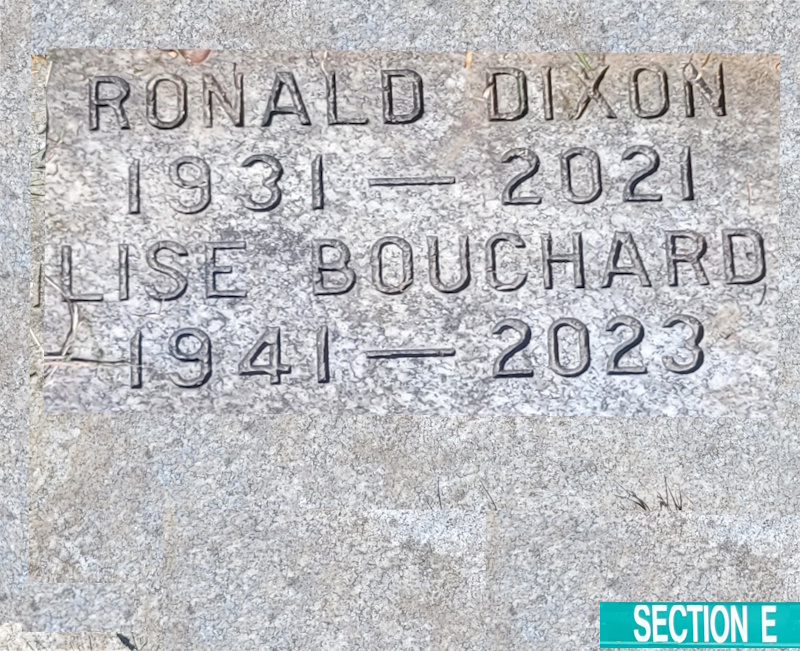 RONALD DIXON
1931 — 2021
LISE BOUCHARD
1941 — 2023
SECTION E